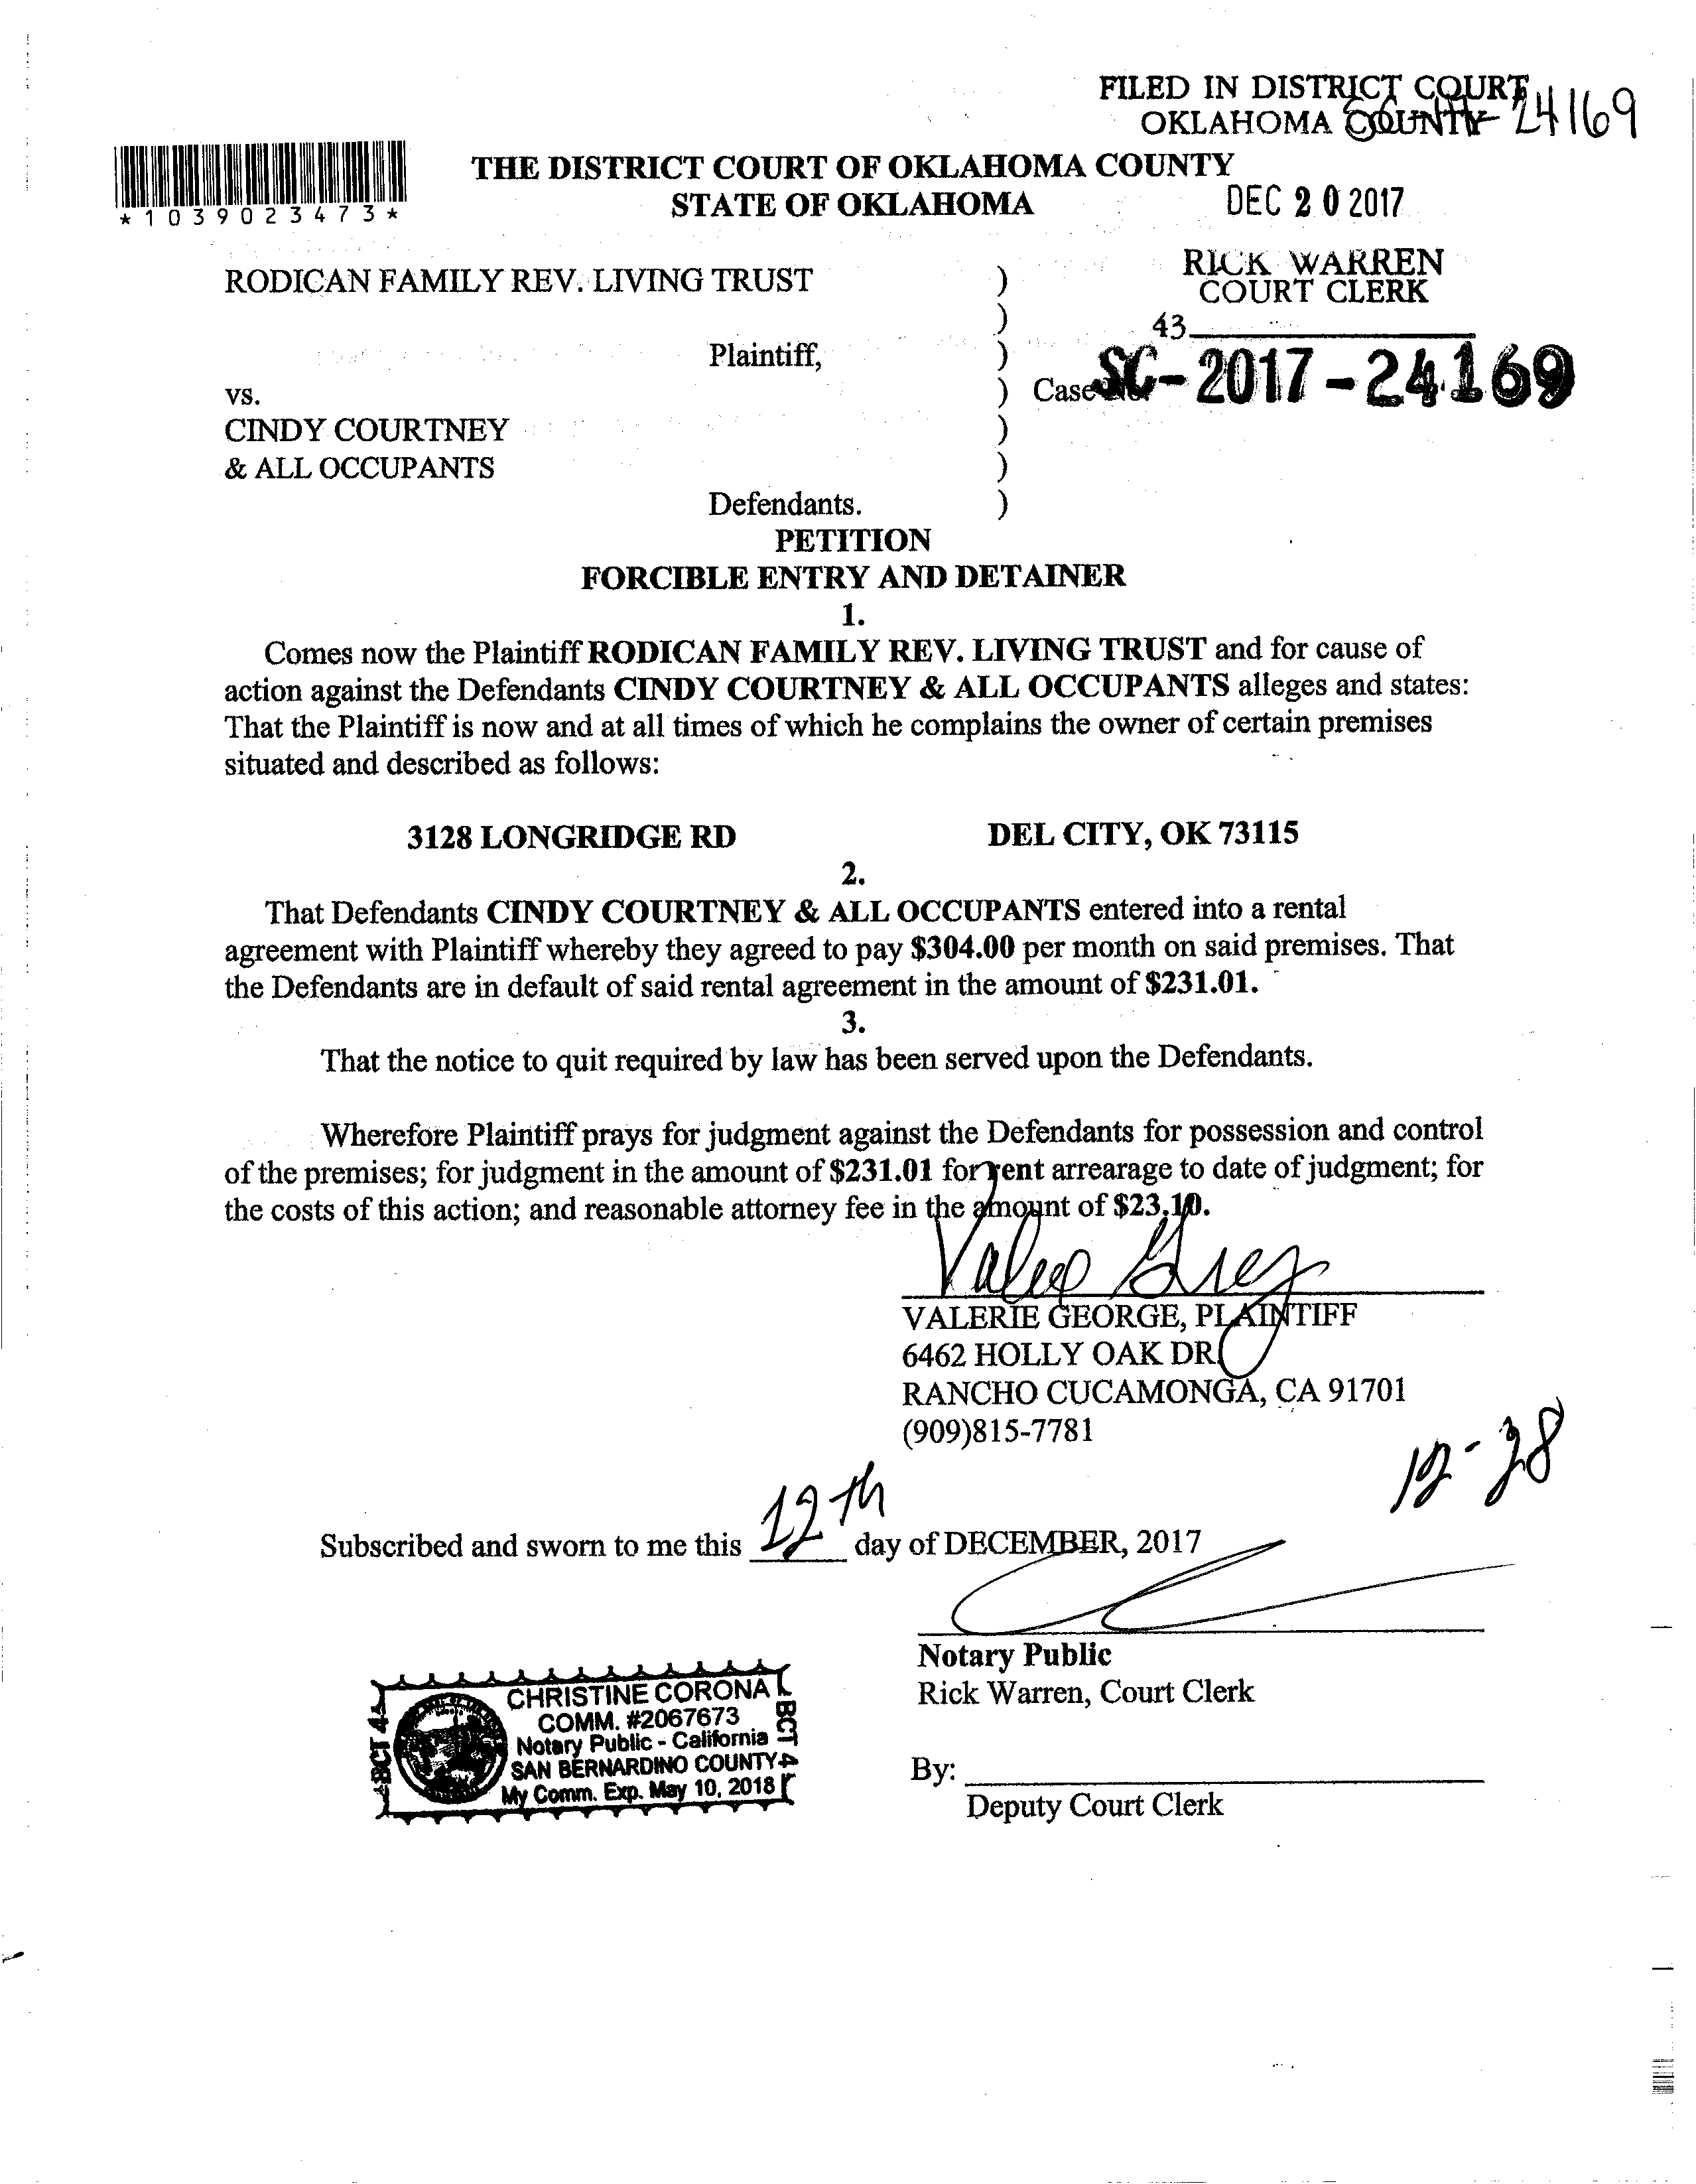 FILED IN DISTRICT COURT
OKLAHOMA COUNTY
24169
*1039023473*
THE DISTRICT COURT OF OKLAHOMA COUNTY
STATE OF OKLAHOMA
DEC 20 2017
RICK WARREN
COURT CLERK
43
RODICAN FAMILY REV. LIVING TRUST )
)
Plaintiff, )
Case SC-2017-24169
vs. )
CINDY COURTNEY )
& ALL OCCUPANTS )
Defendants. )
PETITION
FORCIBLE ENTRY AND DETAINER
1.
Comes now the Plaintiff RODICAN FAMILY REV. LIVING TRUST and for cause of
action against the Defendants CINDY COURTNEY & ALL OCCUPANTS alleges and states:
That the Plaintiff is now and at all times of which he complains the owner of certain premises
situated and described as follows:
3128 LONGRIDGE RD DEL CITY, OK 73115
2.
That Defendants CINDY COURTNEY & ALL OCCUPANTS entered into a rental
agreement with Plaintiff whereby they agreed to pay $304.00 per month on said premises. That
the Defendants are in default of said rental agreement in the amount of $231.01.
3.
That the notice to quit required by law has been served upon the Defendants.
Wherefore Plaintiff prays for judgment against the Defendants for possession and control
of the premises; for judgment in the amount of $231.01 for rent arrearage to date of judgment; for
the costs of this action; and reasonable attorney fee in the amount of $23.10.
VALERIE GEORGE, PLAINTIFF
6462 HOLLY OAK DR.
RANCHO CUCAMONGA, CA 91701
(909)815-7781
12-28
Subscribed and sworn to me this 12th day of DECEMBER, 2017
Notary Public
Rick Warren, Court Clerk
By:
Deputy Court Clerk
CHRISTINE CORONA
COMM. #2067673
Notary Public - California
SAN BERNARDINO COUNTY
My Comm. Exp. May 10, 2018
BCT 4
BCT 4